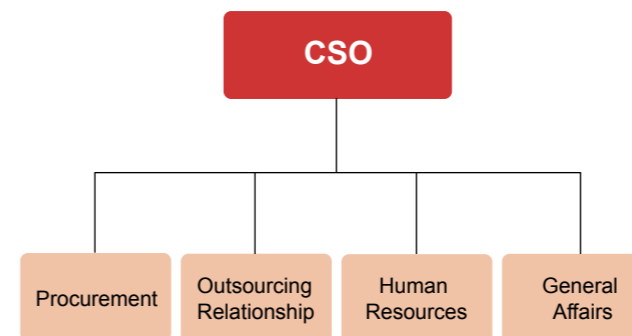 CSO
Procurement
Outsourcing
Relationship
Human
Resources
General
Affairs